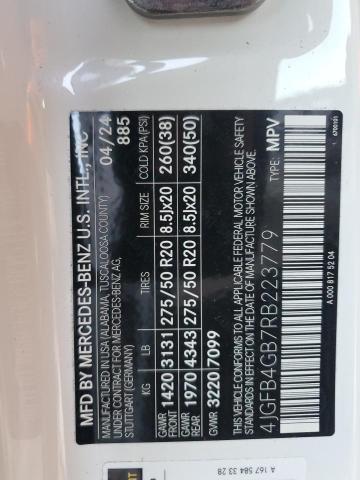 MFD BY MERCEDES-BENZ U.S. INTL., INC
MANUFACTURED IN USA (ALABAMA, TUSCALOOSA COUNTY)
UNDER CONTRACT FOR MERCEDES-BENZ AG,
STUTTGART GERMANY
04/24
885
KG LB TIRES RIM SIZE COLD KPA(PSI)
GAWR FRONT 1420 3131 275/50 R20 8.5Jx20 260(38)
GAWR REAR 1970 4343 275/50 R20 8.5Jx20 340(50)
GVWR 3220 7099
VEHICLE CONFORMS TO ALL APPLICABLE FEDERAL MOTOR VEHICLE SAFETY
STANDARDS IN EFFECT ON THE DATE OF MANUFACTURE SHOWN ABOVE.
4JGFB4GB7RB223779
TYPE: MPV
A 000 817 52 04
A 167 584 33 28